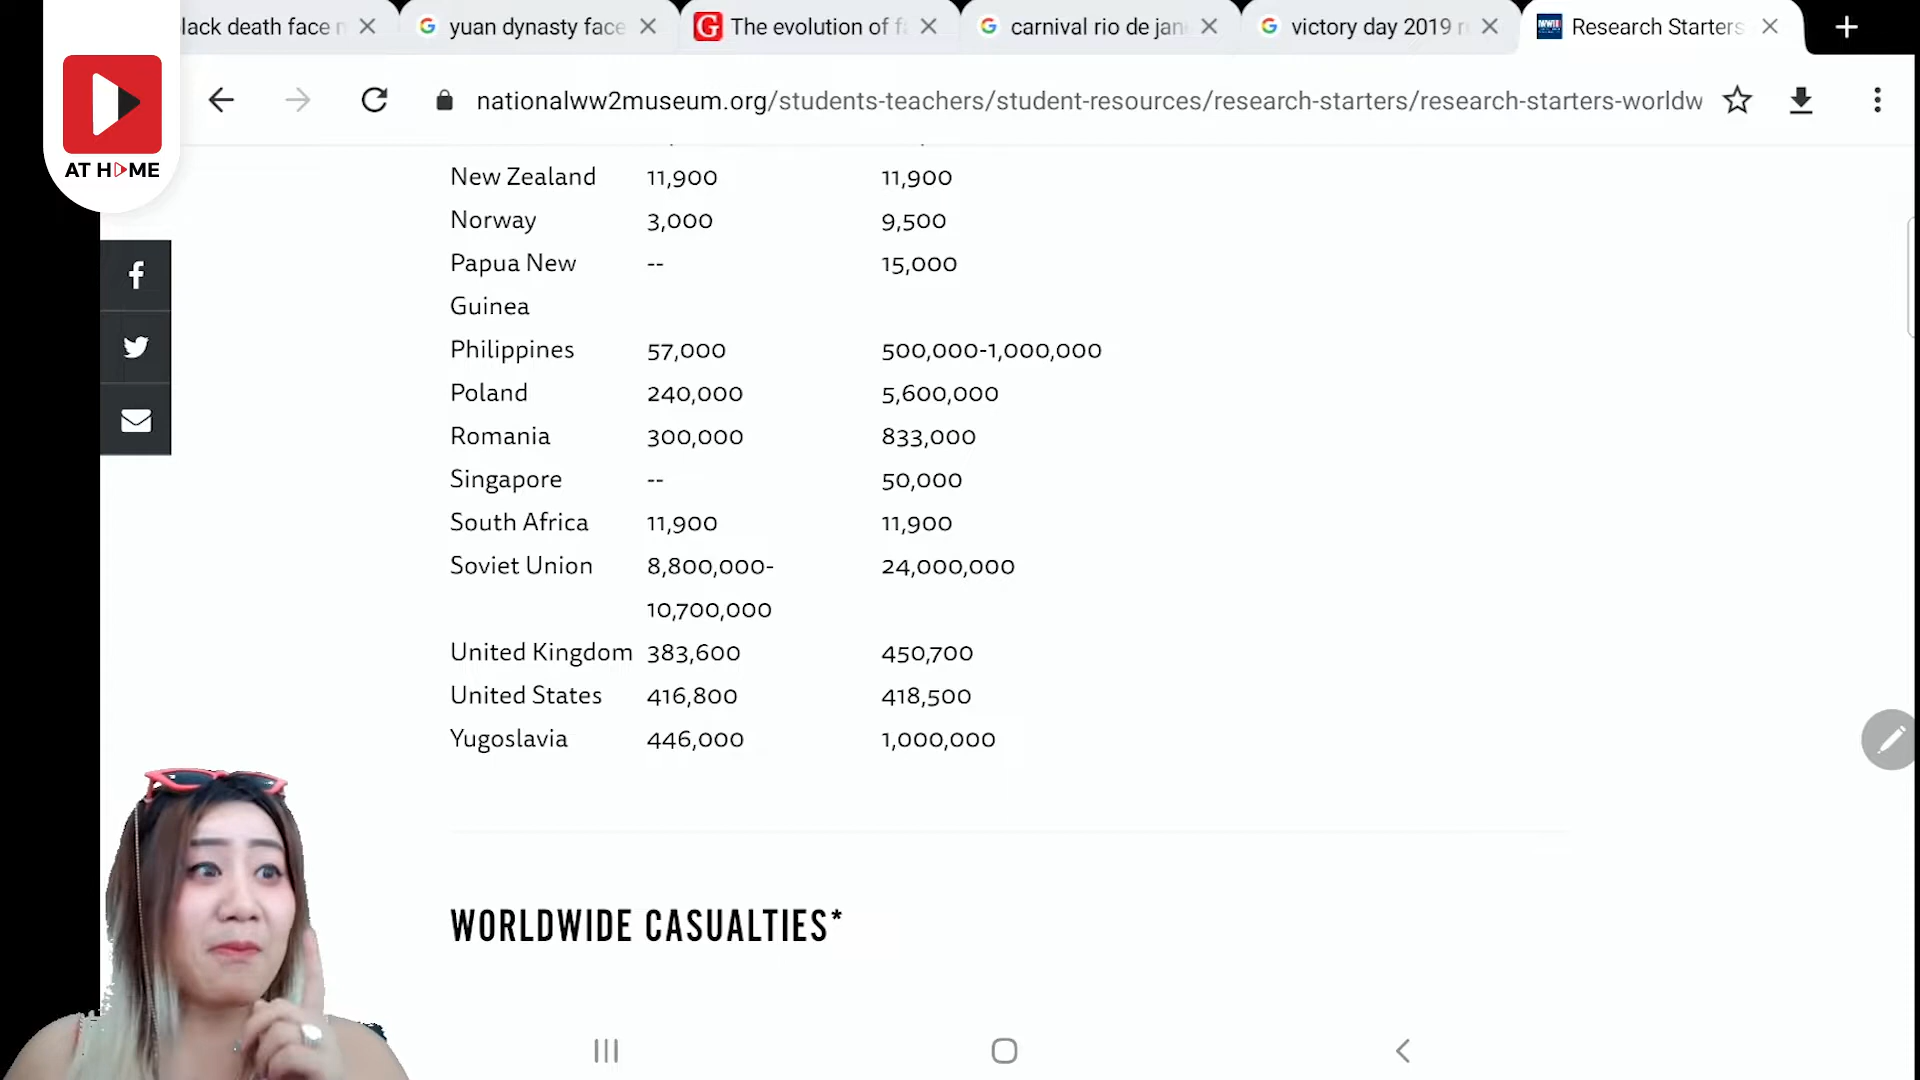 lack death face
yuan dynasty face
The evolution of f
carnival rio de jan
victory day 2019 r
Research Starters
AT HOME
nationalww2museum.org/students-teachers/student-resources/research-starters/research-starters-worldw
New Zealand 11,900 11,900
Norway 3,000 9,500
Papua New -- 15,000
Guinea
Philippines 57,000 500,000-1,000,000
Poland 240,000 5,600,000
Romania 300,000 833,000
Singapore -- 50,000
South Africa 11,900 11,900
Soviet Union 8,800,000- 24,000,000
10,700,000
United Kingdom 383,600 450,700
United States 416,800 418,500
Yugoslavia 446,000 1,000,000
WORLDWIDE CASUALTIES*